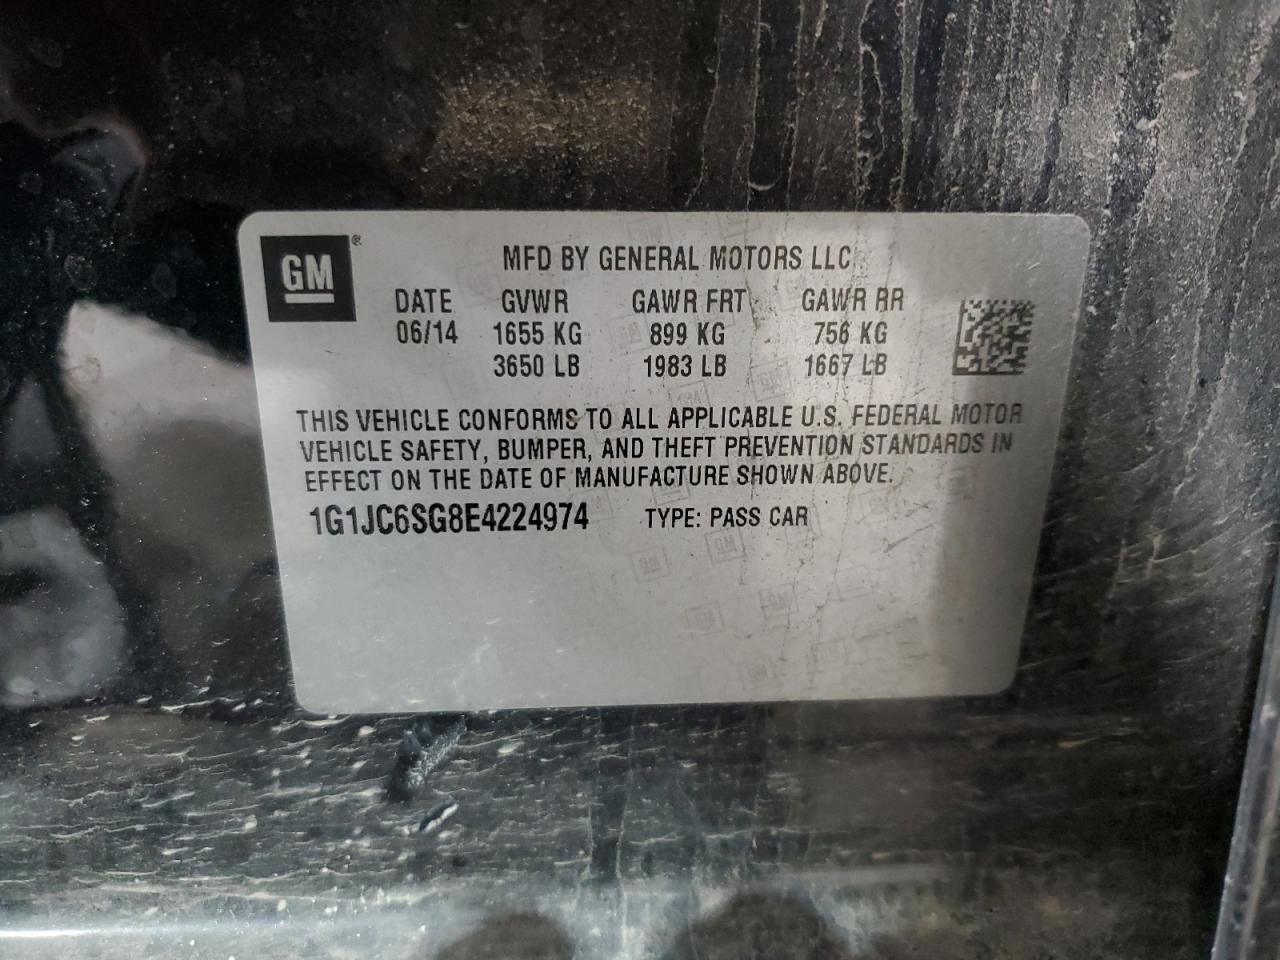 GM®
MFD BY GENERAL MOTORS LLC
DATE GVWR GAWR FRT GAWR RR
06/14 1655 KG 899 KG 756 KG
3650 LB 1983 LB 1667 LB
THIS VEHICLE CONFORMS TO ALL APPLICABLE U.S. FEDERAL MOTOR
VEHICLE SAFETY, BUMPER, AND THEFT PREVENTION STANDARDS IN
EFFECT ON THE DATE OF MANUFACTURE SHOWN ABOVE.
1G1JC6SG8E4224974 TYPE: PASS CAR